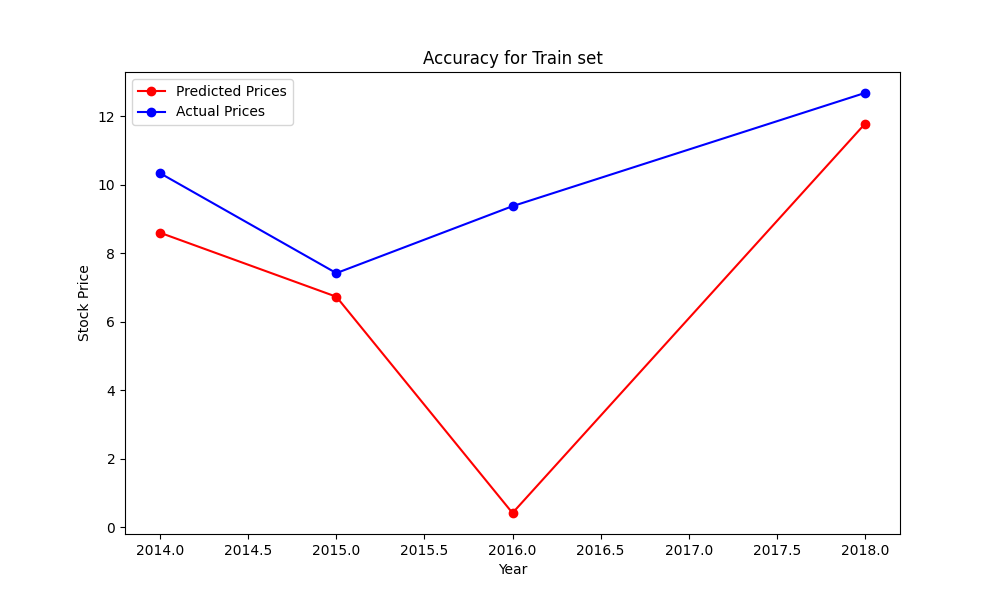 Accuracy for Train set
Predicted Prices
Actual Prices
12
10
8
6
4
2
0
Stock Price
2014.0 2014.5 2015.0 2015.5 2016.0 2016.5 2017.0 2017.5 2018.0
Year